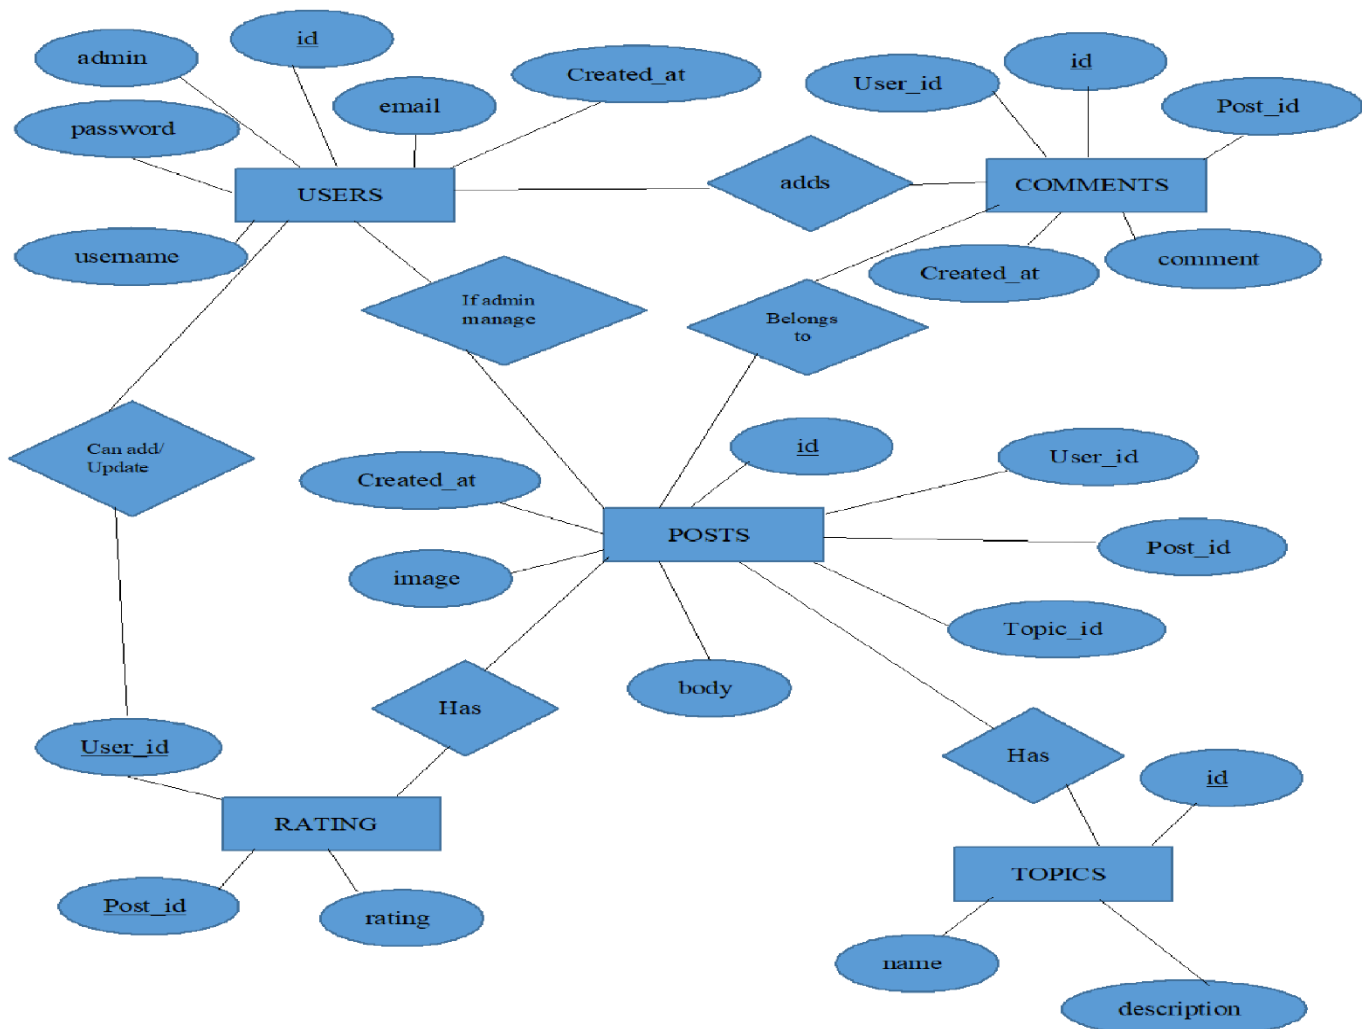 id
admin
Created_at
email
password
USERS
username
adds
User_id
id
Post_id
COMMENTS
Created_at
comment
If admin
manage
Belongs
to
Can add/
Update
id
User_id
Created_at
POSTS
Post_id
image
Topic_id
body
Has
Has
User_id
id
RATING
TOPICS
Post_id
rating
name
description